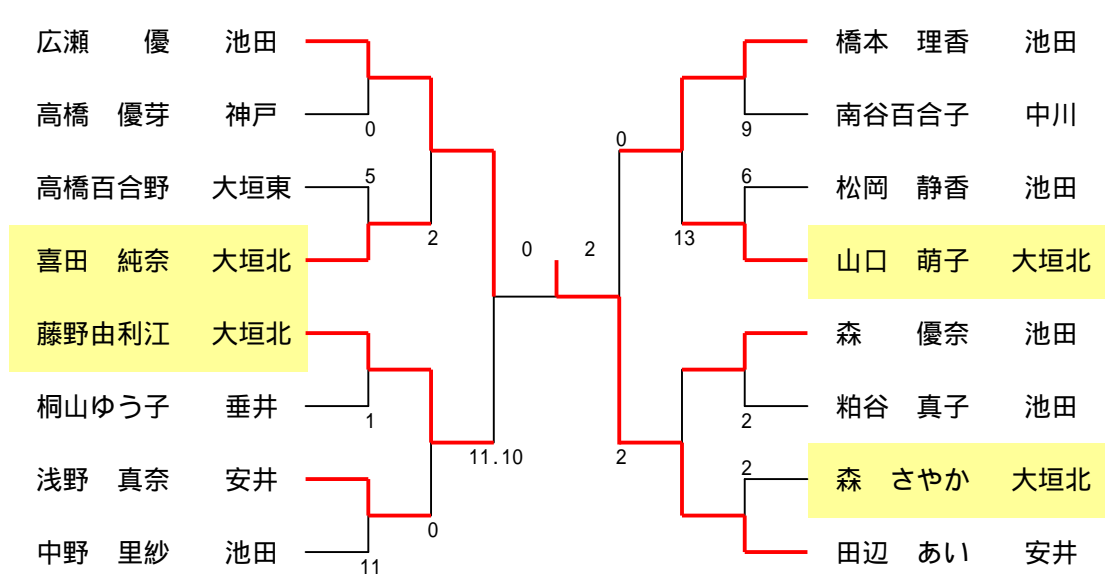 広瀬　　優　池田
高橋　優芽　神戸
0
高橋百合野　大垣東
5
喜田　純奈　大垣北
2
藤野由利江　大垣北
桐山ゆう子　垂井
1
11.10
浅野　真奈　安井
0
中野　里紗　池田
11
0　2
橋本　理香　池田
南谷百合子　中川
9
0
松岡　静香　池田
6
13
山口　萌子　大垣北
森　　優奈　池田
粕谷　真子　池田
2
2
森　さやか　大垣北
2
田辺　あい　安井